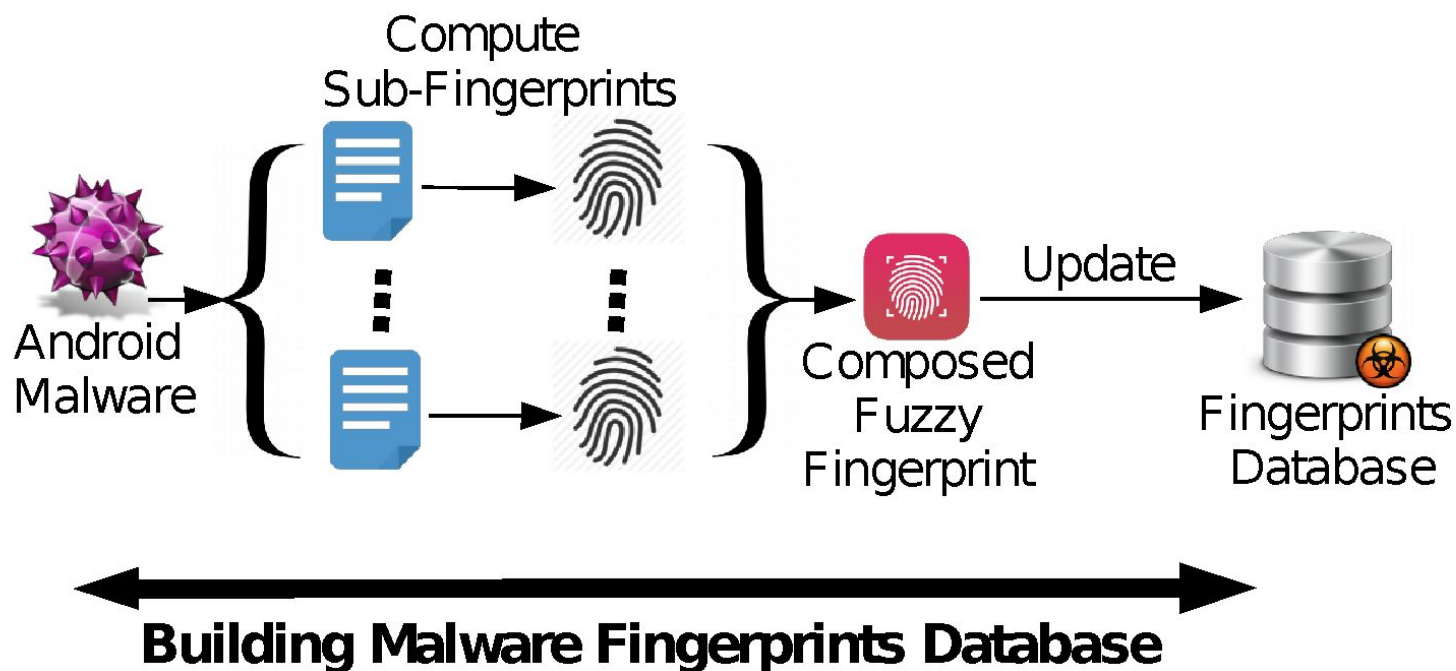 Compute
Sub-Fingerprints
Android
Malware
Composed
Fuzzy
Fingerprint
Update
Fingerprints
Database
Building Malware Fingerprints Database